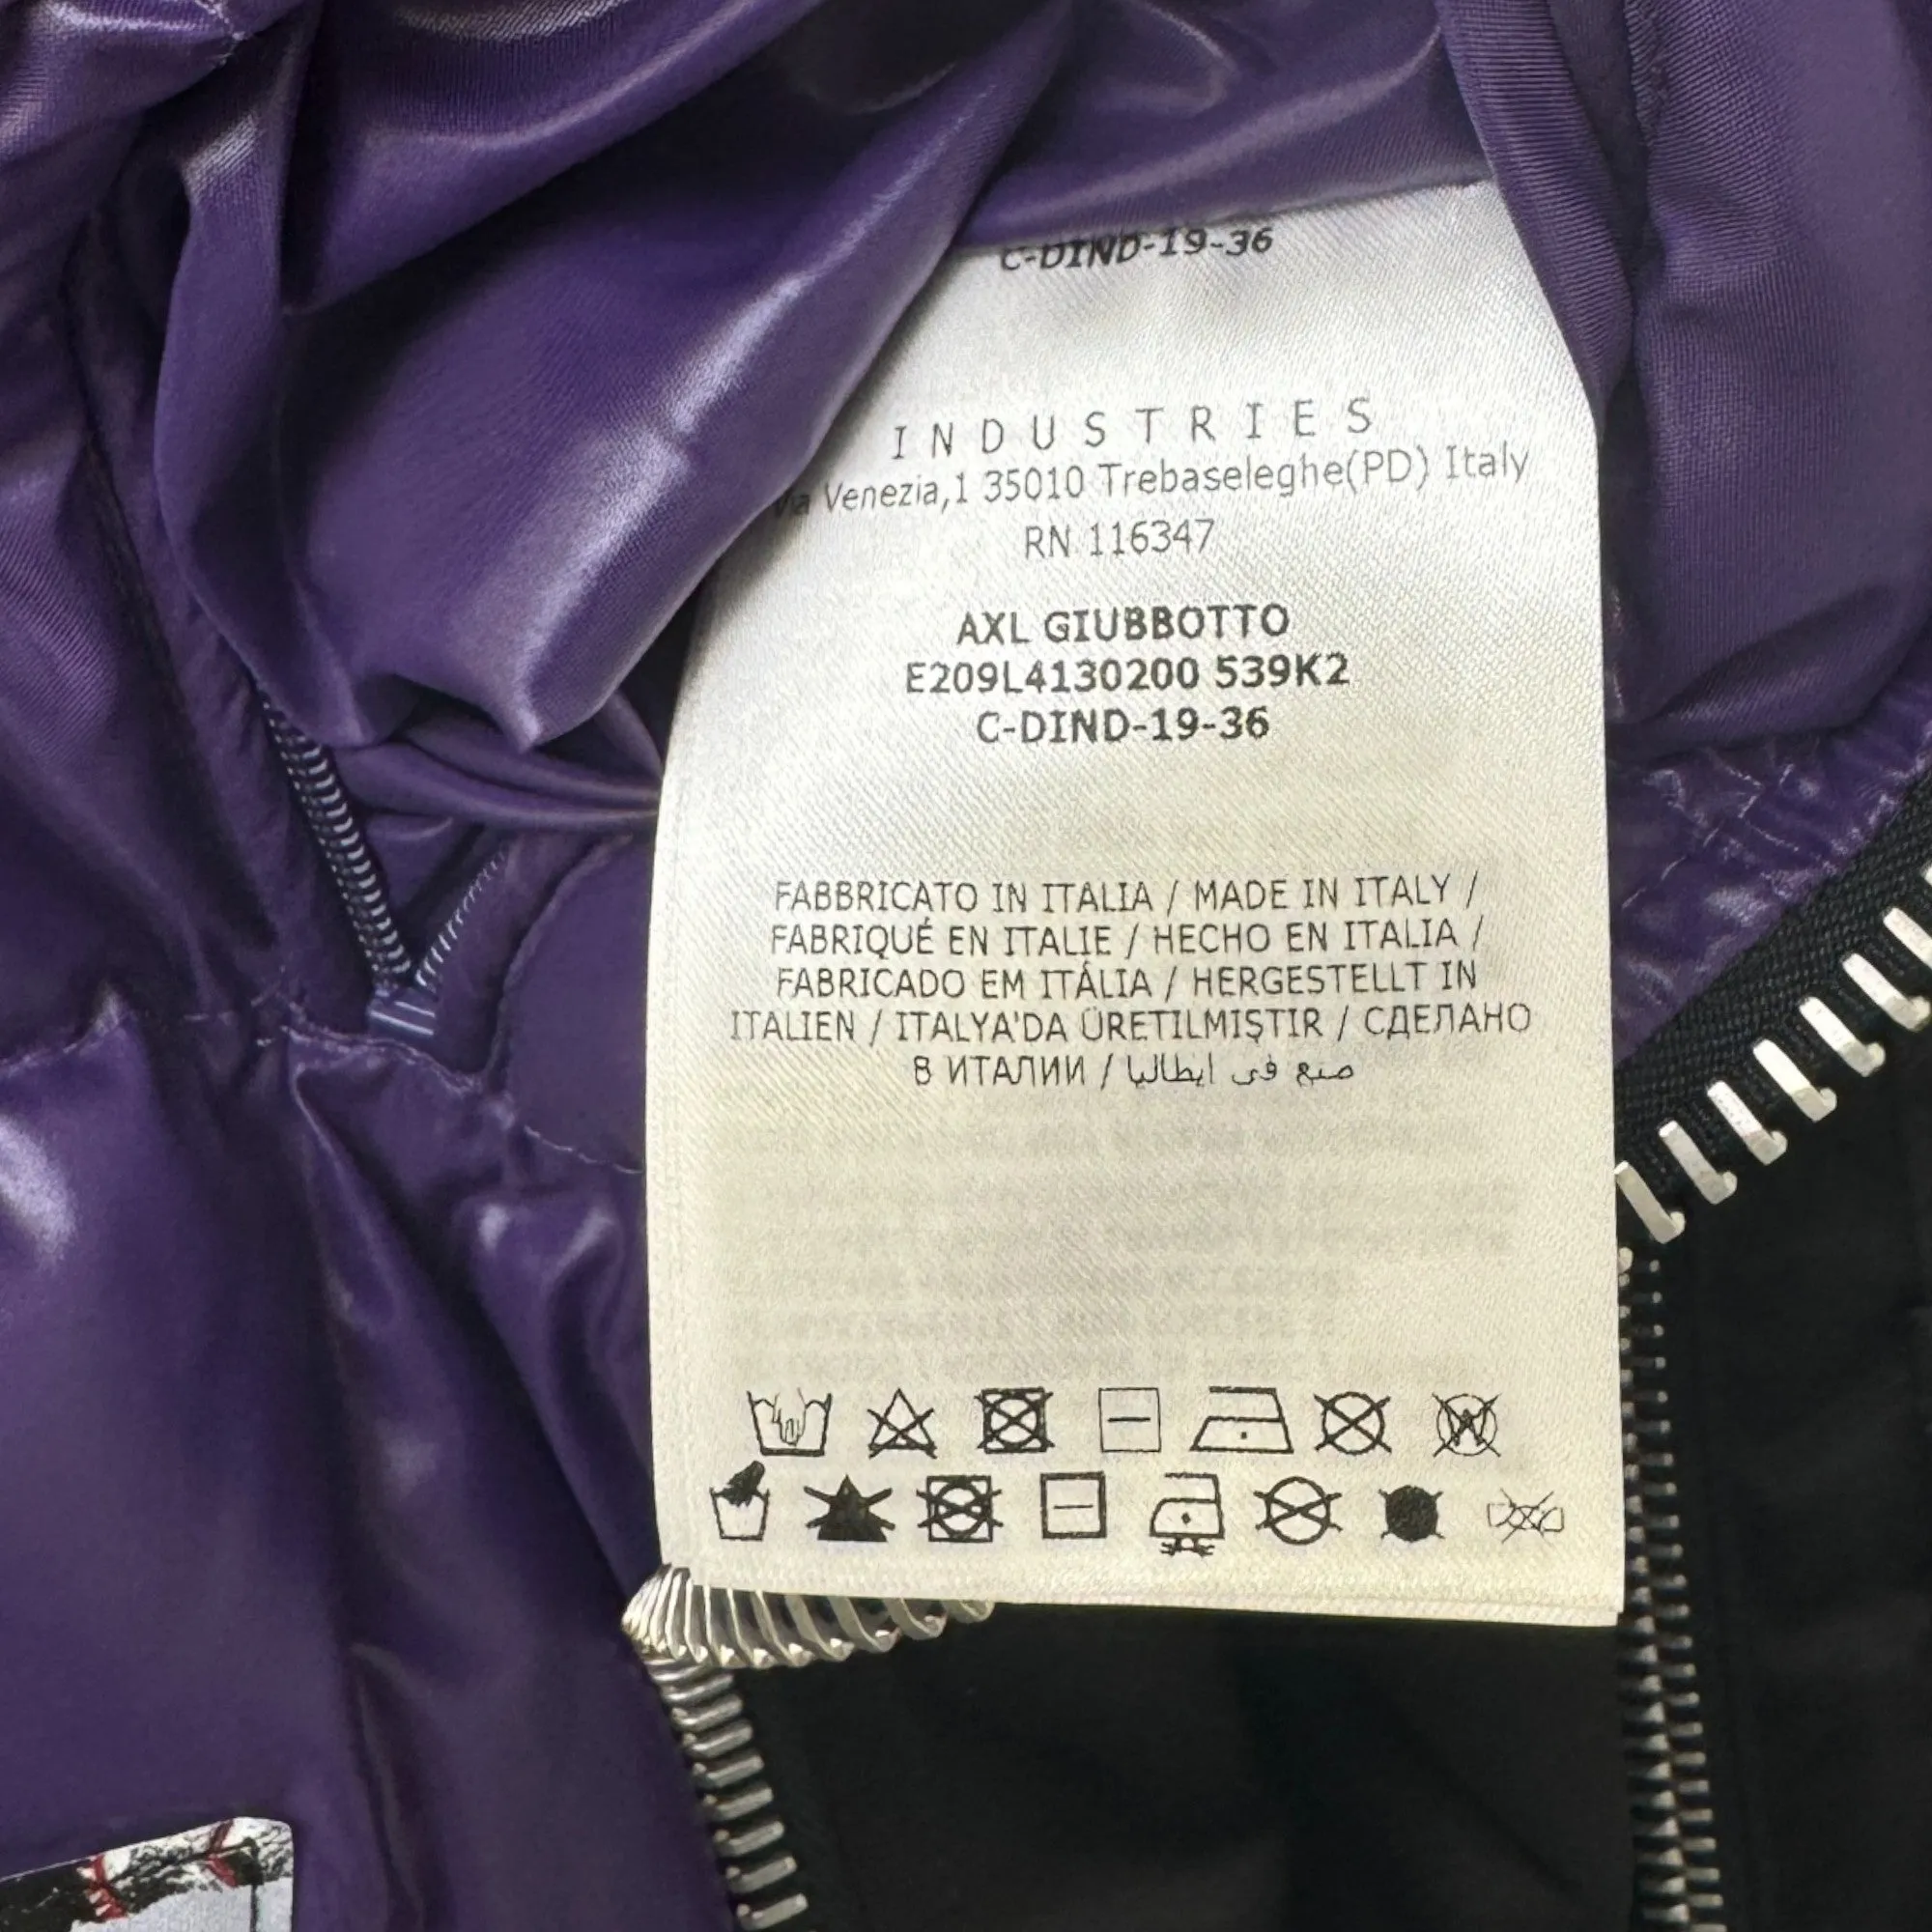 C-DIND-19-36
INDUSTRIES
Venezia,1 35010 Trebaseleghe(PD) Italy
RN 116347
AXL GIUBBOTTO
E209L4130200 539K2
C-DIND-19-36
FABBRICATO IN ITALIA / MADE IN ITALY /
FABRIQUÉ EN ITALIE / HECHO EN ITALIA /
FABRICADO EM ITÁLIA / HERGESTELLT IN
ITALIEN / ITALYA'DA ÜRETILMIŞTIR / СДЕЛАНО
В ИТАЛИИ / صنع في ايطاليا